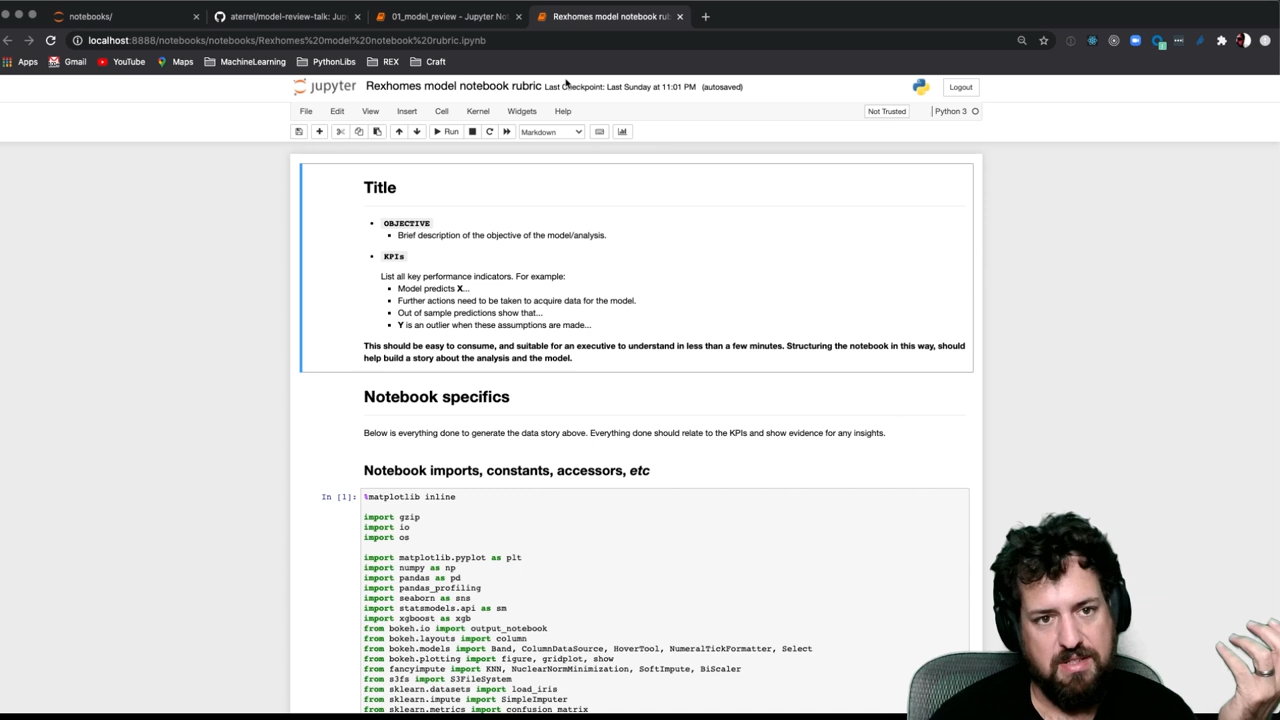 notebooks/
aterrel/model-review-talk: Jup
01_model_review - Jupyter Not
Rexhomes model notebook rub
localhost:8888/notebooks/notebooks/Rexhomes%20model%20notebook%20rubric.ipynb
Apps
Gmail
YouTube
Maps
MachineLearning
PythonLibs
REX
Craft
jupyter
Rexhomes model notebook rubric
Last Checkpoint: Last Sunday at 11:01 PM (autosaved)
Logout
File
Edit
View
Insert
Cell
Kernel
Widgets
Help
Not Trusted
Python 3
Run
Markdown
Title
OBJECTIVE
Brief description of the objective of the model/analysis.
KPIs
List all key performance indicators. For example:
Model predicts X...
Further actions need to be taken to acquire data for the model.
Out of sample predictions show that...
Y is an outlier when these assumptions are made...
This should be easy to consume, and suitable for an executive to understand in less than a few minutes. Structuring the notebook in this way, should
help build a story about the analysis and the model.
Notebook specifics
Below is everything done to generate the data story above. Everything done should relate to the KPIs and show evidence for any insights.
Notebook imports, constants, accessors, etc
In [1]:
%matplotlib inline
import gzip
import io
import os
import matplotlib.pyplot as plt
import numpy as np
import pandas as pd
import pandas_profiling
import seaborn as sns
import statsmodels.api as sm
import xgboost as xgb
from bokeh.io import output_notebook
from bokeh.layouts import column
from bokeh.models import Band, ColumnDataSource, HoverTool, NumeralTickFormatter, Select
from bokeh.plotting import figure, gridplot, show
from fancyimpute import KNN, NuclearNormMinimization, SoftImpute, BiScaler
from s3fs import S3FileSystem
from sklearn.datasets import load_iris
from sklearn.impute import SimpleImputer
from sklearn.metrics import confusion_matrix